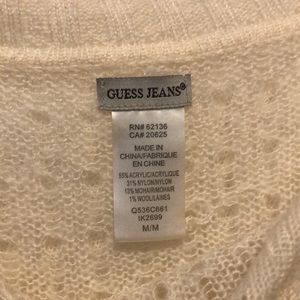 GUESS JEANS®
RN# 62136
CA# 20625
MADE IN
CHINA/FABRIQUE
EN CHINE
55% ACRYLIC/ACRYLIQUE
31% NYLON/NYLON
13% MOHAIR/MOHAIR
1% WOOL/LAINES
Q536C661
IK2699
M/M